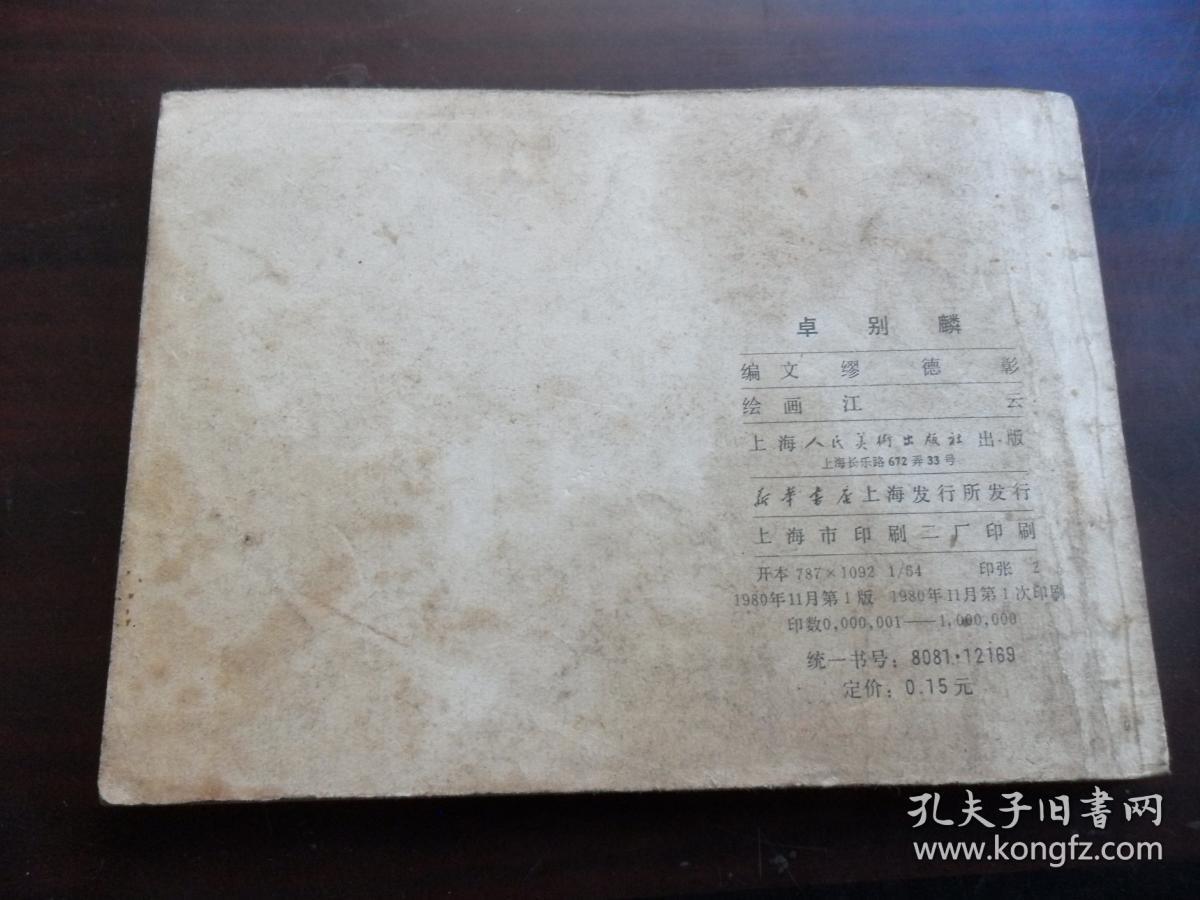 卓别麟
编文 缪德彰
绘画 江云
上海人民美術出版社出版
上海长乐路672弄33号
新华书店上海发行所发行
上海市印刷二厂印刷
开本 787×1092 1/64 印张 2
1980年11月第1版 1980年11月第1次印刷
印数0,000,001——1,000,000
统一书号：8081·12169
定价：0.15元
孔夫子旧書网
www.kongfz.com